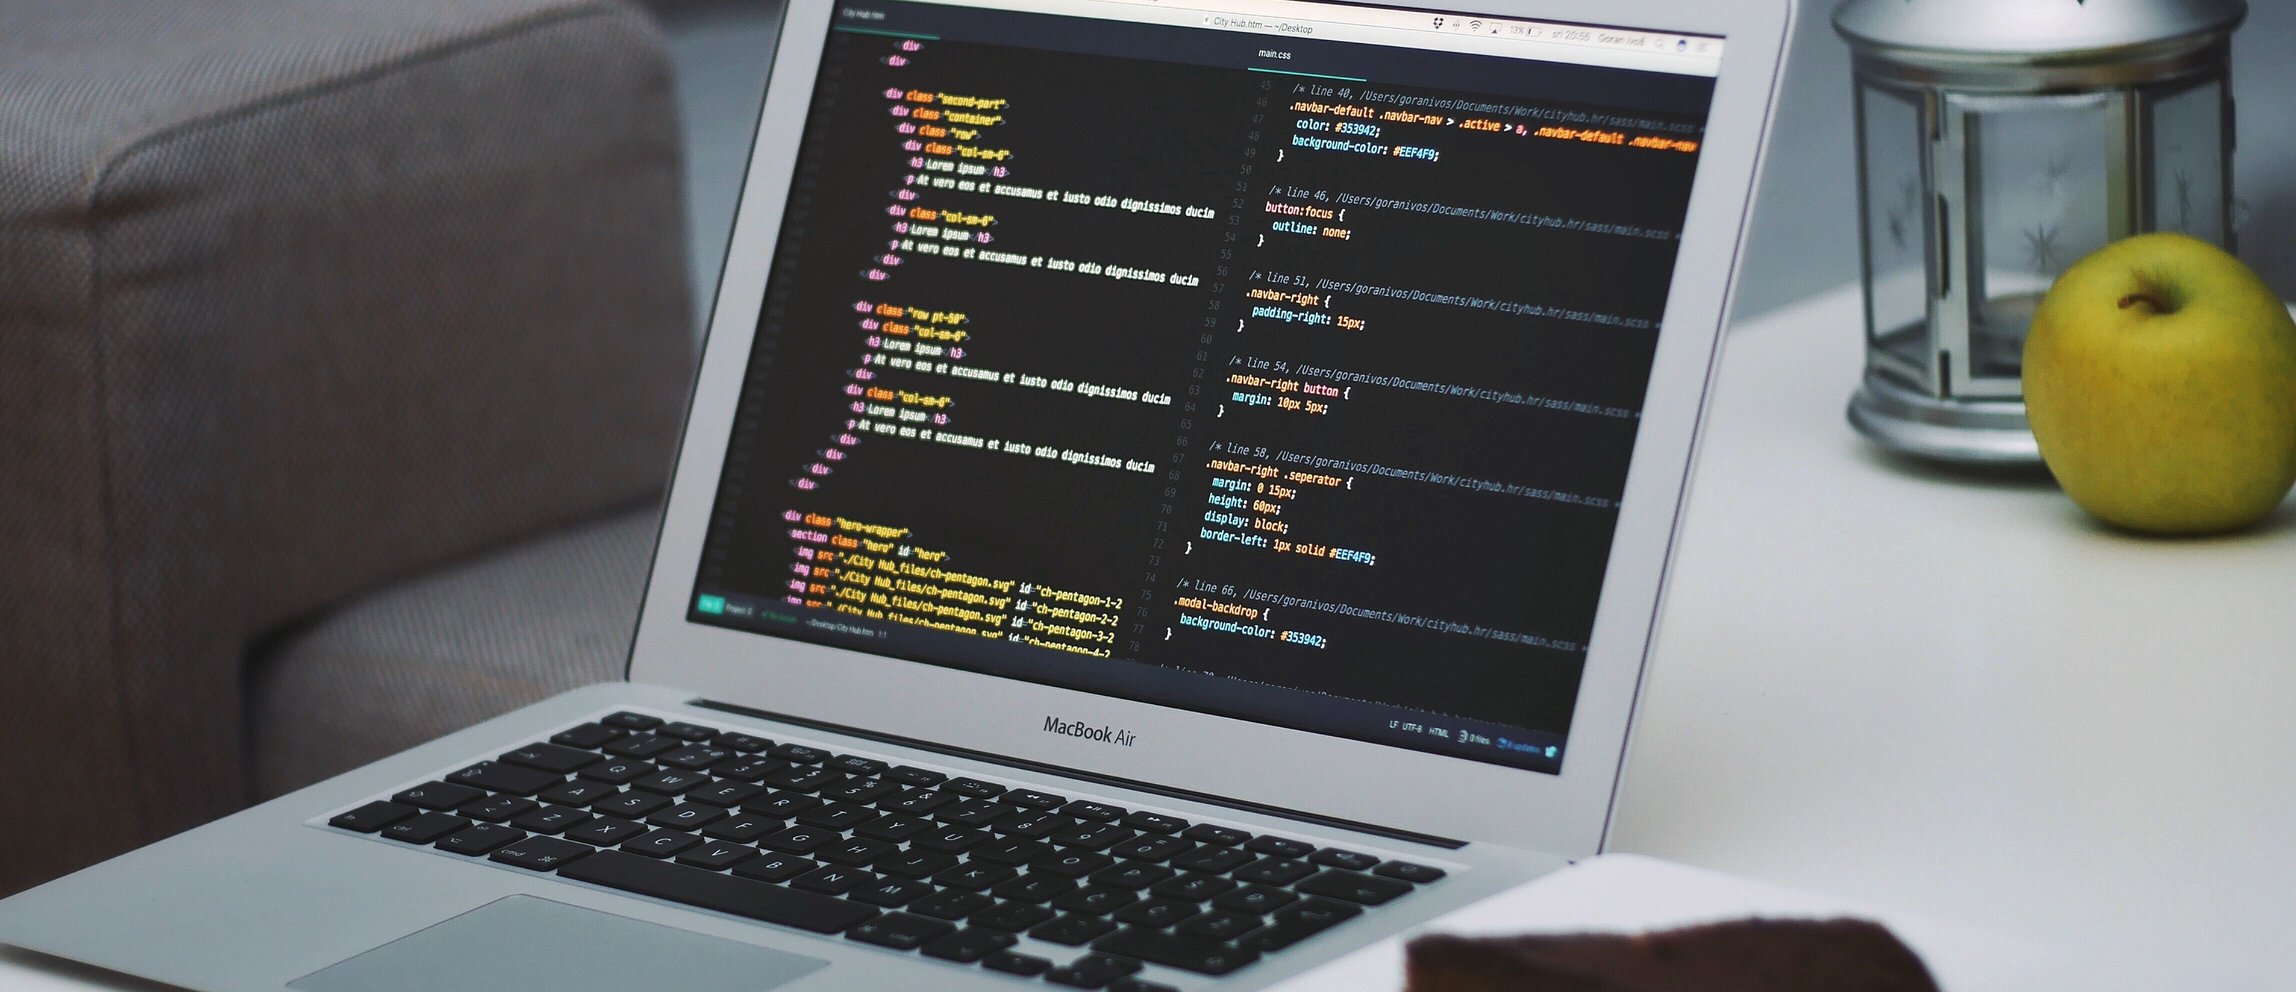 City Hub.htm — ~/Desktop
13%
sri 20:55
Goran Ivoš
City Hub.htm
div
div
div class="second-part"
div class="container"
div class="row"
div class="col-sm-6"
h3 Lorem ipsum /h3
p At vero eos et accusamus et iusto odio dignissimos ducim
div
div class="col-sm-6"
h3 Lorem ipsum /h3
p At vero eos et accusamus et iusto odio dignissimos ducim
div
div
div class="row pt-50"
div class="col-sm-6"
h3 Lorem ipsum /h3
p At vero eos et accusamus et iusto odio dignissimos ducim
div
div class="col-sm-6"
h3 Lorem ipsum /h3
p At vero eos et accusamus et iusto odio dignissimos ducim
div
div
div
div
div class="hero-wrapper"
section class="hero" id="hero"
img src="./City Hub_files/ch-pentagon.svg" id="ch-pentagon-1-2
img src="./City Hub_files/ch-pentagon.svg" id="ch-pentagon-2-2
img src="./City Hub_files/ch-pentagon.svg" id="ch-pentagon-3-2
img src="./City Hub_files/ch-pentagon.svg" id="ch-pentagon-4-2
main.css
45 /* line 40, /Users/goranivos/Documents/Work/cityhub.hr/sass/main.scss
46 .navbar-default .navbar-nav > .active > a, .navbar-default .navbar-nav
47 color: #353942;
48 background-color: #EEF4F9;
49 }
50
51 /* line 46, /Users/goranivos/Documents/Work/cityhub.hr/sass/main.scss
52 button:focus {
53 outline: none;
54 }
55
56 /* line 51, /Users/goranivos/Documents/Work/cityhub.hr/sass/main.scss
57 .navbar-right {
58 padding-right: 15px;
59 }
60
61 /* line 54, /Users/goranivos/Documents/Work/cityhub.hr/sass/main.scss
62 .navbar-right button {
63 margin: 10px 5px;
64 }
65
66 /* line 58, /Users/goranivos/Documents/Work/cityhub.hr/sass/main.scss
67 .navbar-right .seperator {
68 margin: 0 15px;
69 height: 60px;
70 display: block;
71 border-left: 1px solid #EEF4F9;
72 }
73
74 /* line 66, /Users/goranivos/Documents/Work/cityhub.hr/sass/main.scss
75 .modal-backdrop {
76 background-color: #353942;
77 }
78
File 0 Project 0 ~/Desktop/City Hub.htm 1:1
LF UTF-8 HTML 0 files updates
MacBook Air
Q W E R T Y U I O P
A S D F G H J K L
Z X C V B N M
ctrl
cmd ⌘
⌘ cmd